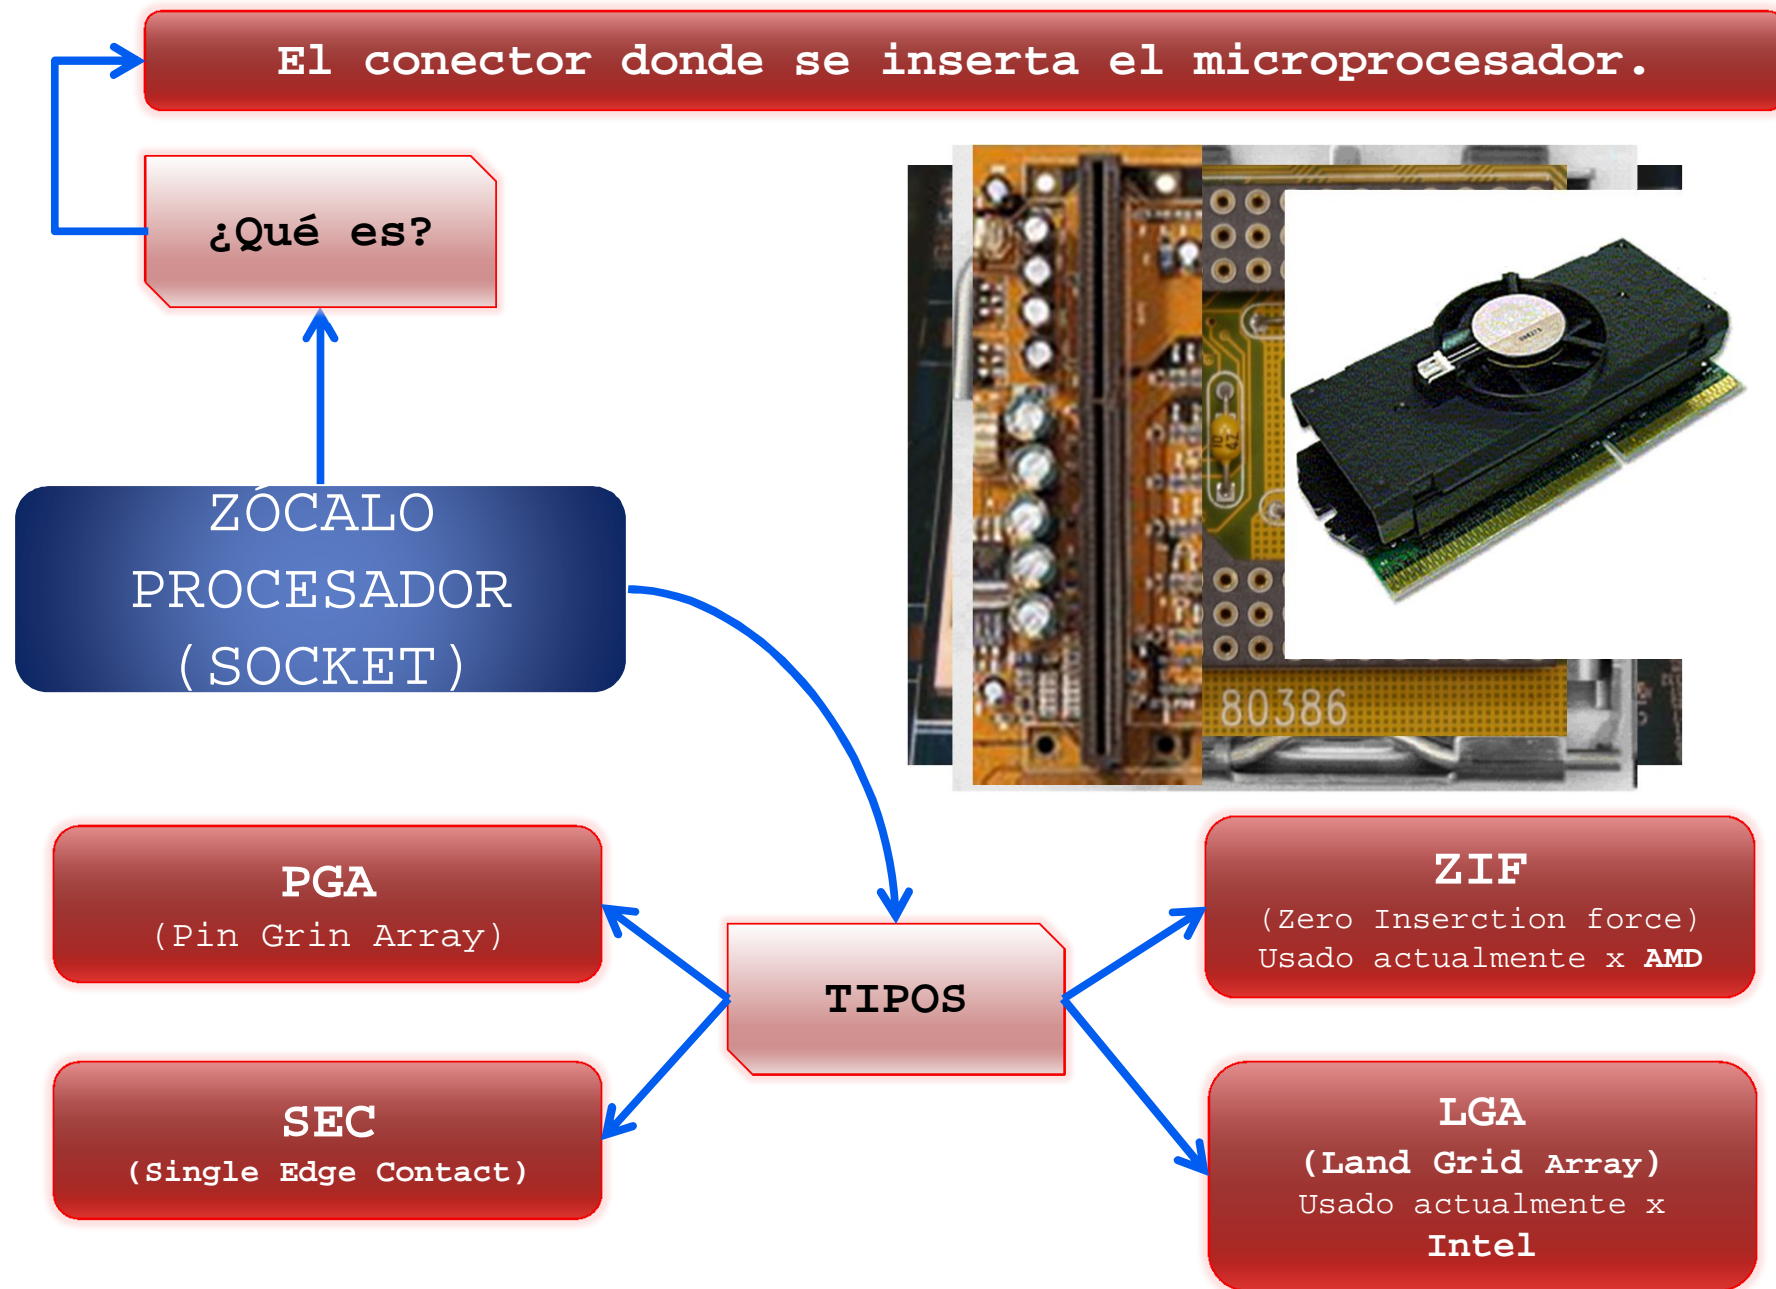 El conector donde se inserta el microprocesador.
¿Qué es?
ZÓCALO
PROCESADOR
(SOCKET)
80386
PGA
(Pin Grin Array)
TIPOS
ZIF
(Zero Inserction force)
Usado actualmente x AMD
SEC
(Single Edge Contact)
LGA
(Land Grid Array)
Usado actualmente x
Intel